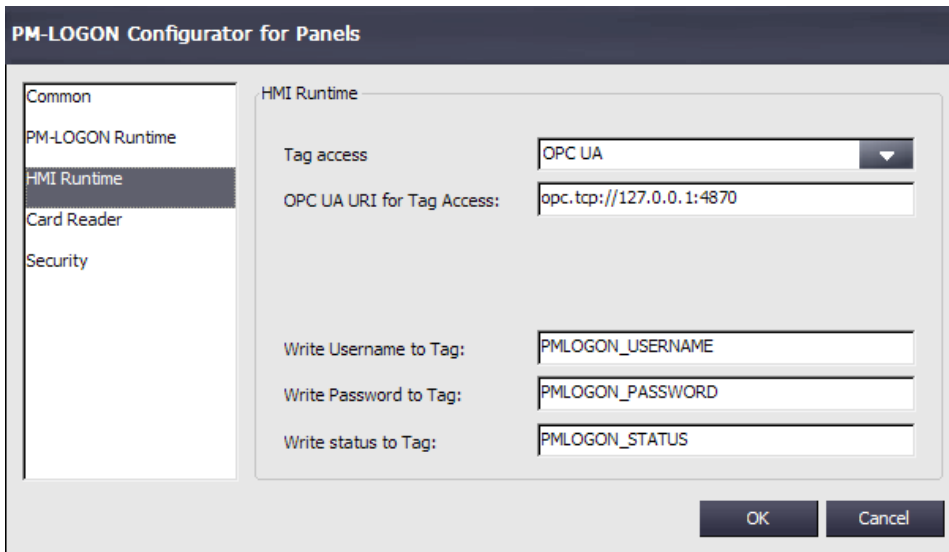 PM-LOGON Configurator for Panels
Common
PM-LOGON Runtime
HMI Runtime
Card Reader
Security
HMI Runtime
Tag access
OPC UA
OPC UA URI for Tag Access:
opc.tcp://127.0.0.1:4870
Write Username to Tag:
PMLOGON_USERNAME
Write Password to Tag:
PMLOGON_PASSWORD
Write status to Tag:
PMLOGON_STATUS
OK
Cancel